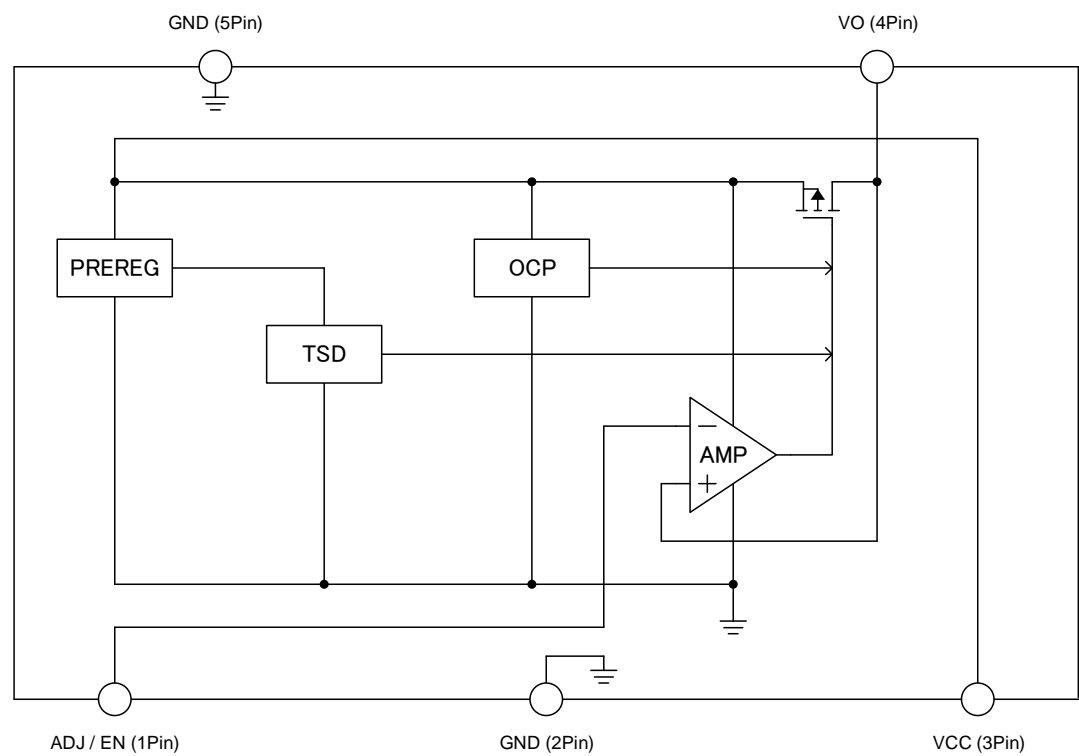 GND (5Pin)
VO (4Pin)
PREREG
OCP
TSD
−
AMP
+
ADJ / EN (1Pin)
GND (2Pin)
VCC (3Pin)